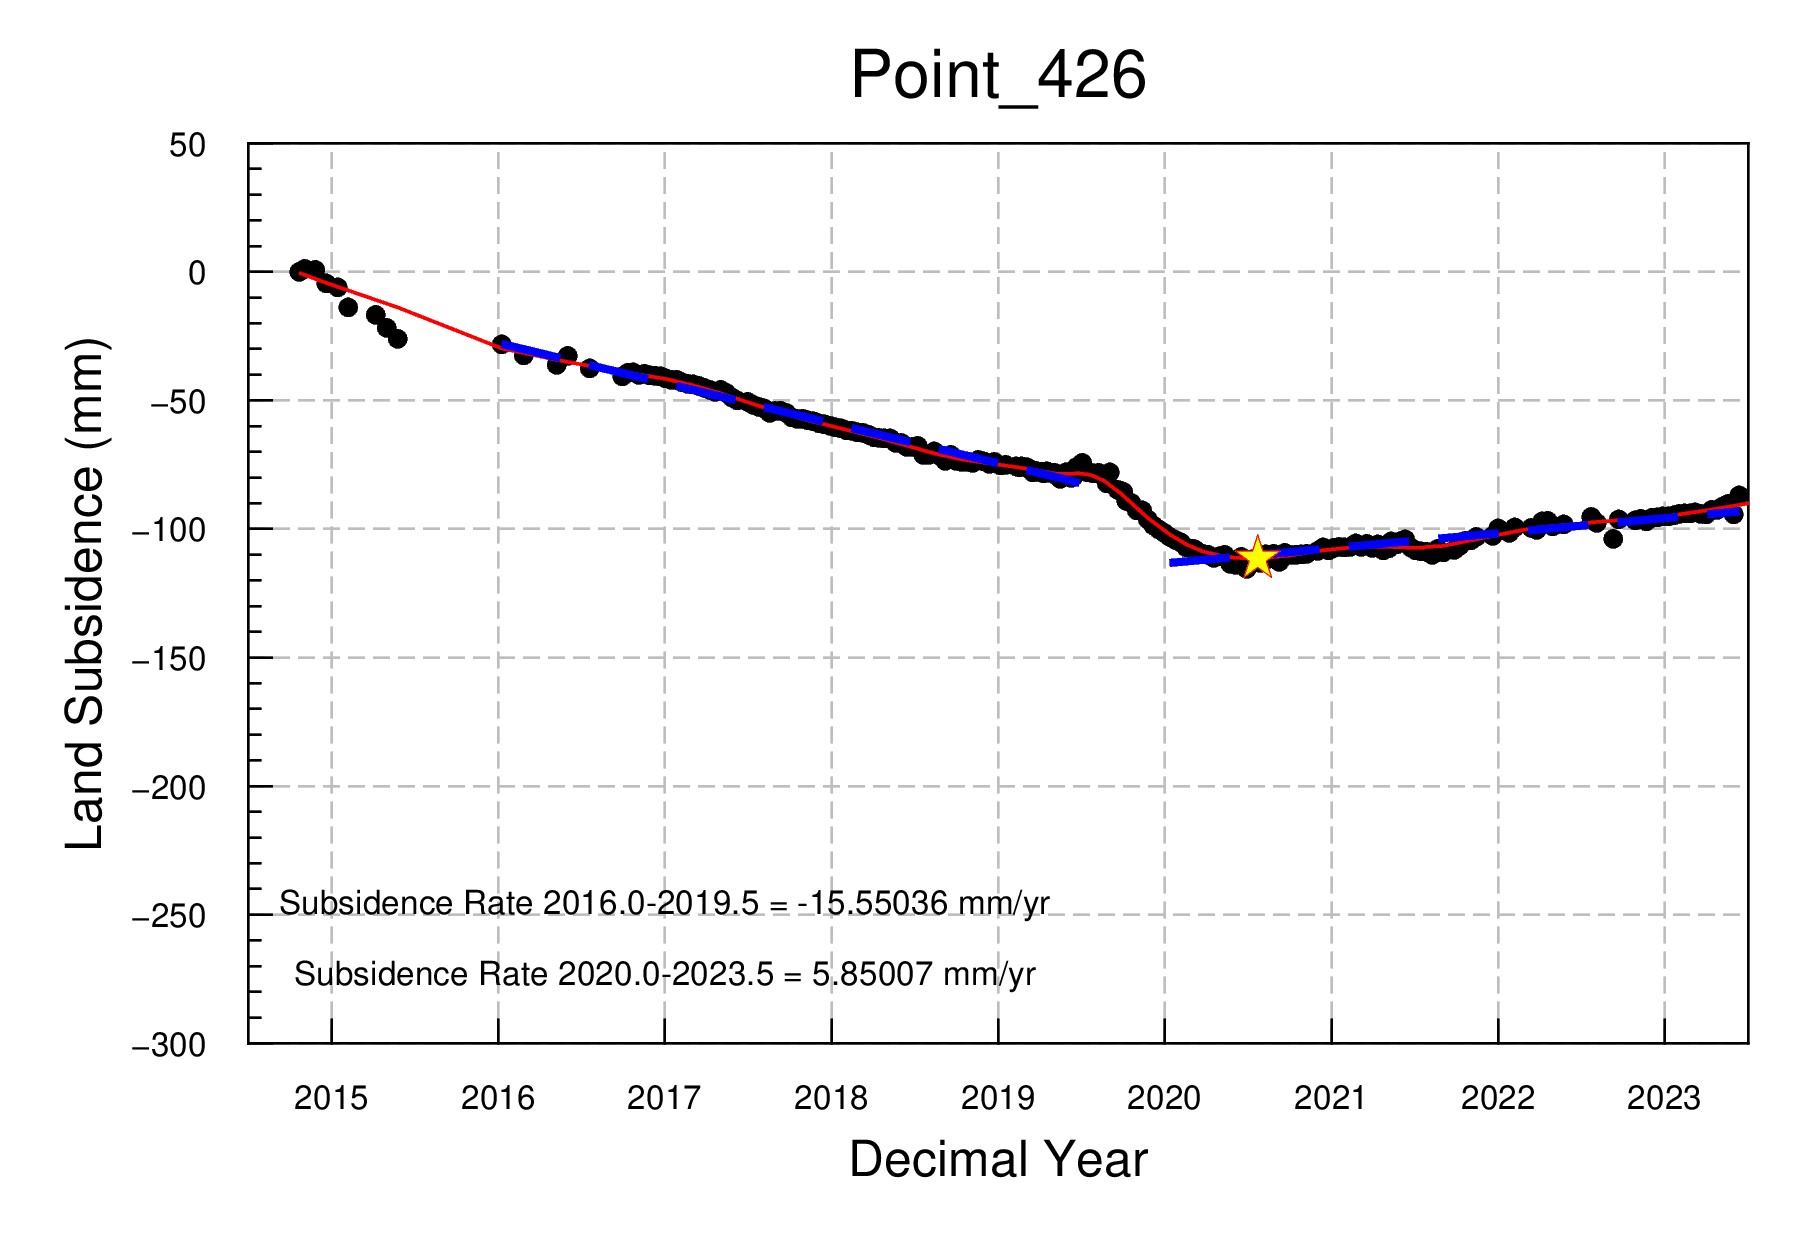 Point_426
50
0
−50
−100
−150
−200
−250
−300
Land Subsidence (mm)
Subsidence Rate 2016.0-2019.5 = -15.55036 mm/yr
Subsidence Rate 2020.0-2023.5 = 5.85007 mm/yr
2015 2016 2017 2018 2019 2020 2021 2022 2023
Decimal Year